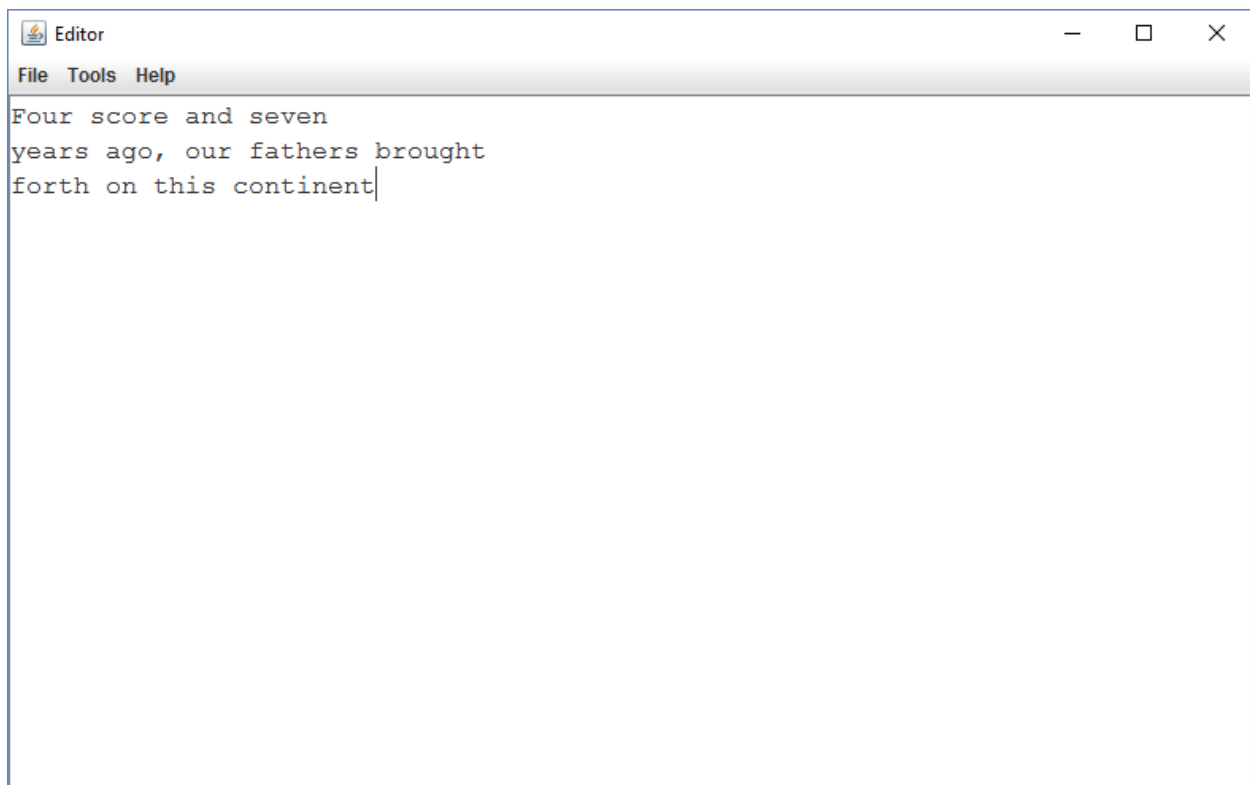 Editor
File Tools Help
Four score and seven
years ago, our fathers brought
forth on this continent